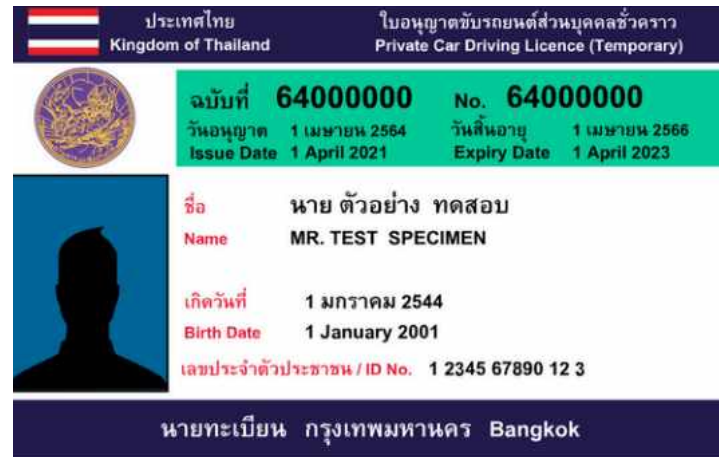 ประเทศไทย ใบอนุญาตขับรถยนต์ส่วนบุคคลชั่วคราว
Kingdom of Thailand Private Car Driving Licence (Temporary)
ฉบับที่ 64000000 No. 64000000
วันอนุญาต 1 เมษายน 2564 วันสิ้นอายุ 1 เมษายน 2566
Issue Date 1 April 2021 Expiry Date 1 April 2023
ชื่อ นาย ตัวอย่าง ทดสอบ
Name MR. TEST SPECIMEN
เกิดวันที่ 1 มกราคม 2544
Birth Date 1 January 2001
เลขประจำตัวประชาชน / ID No. 1 2345 67890 12 3
นายทะเบียน กรุงเทพมหานคร Bangkok